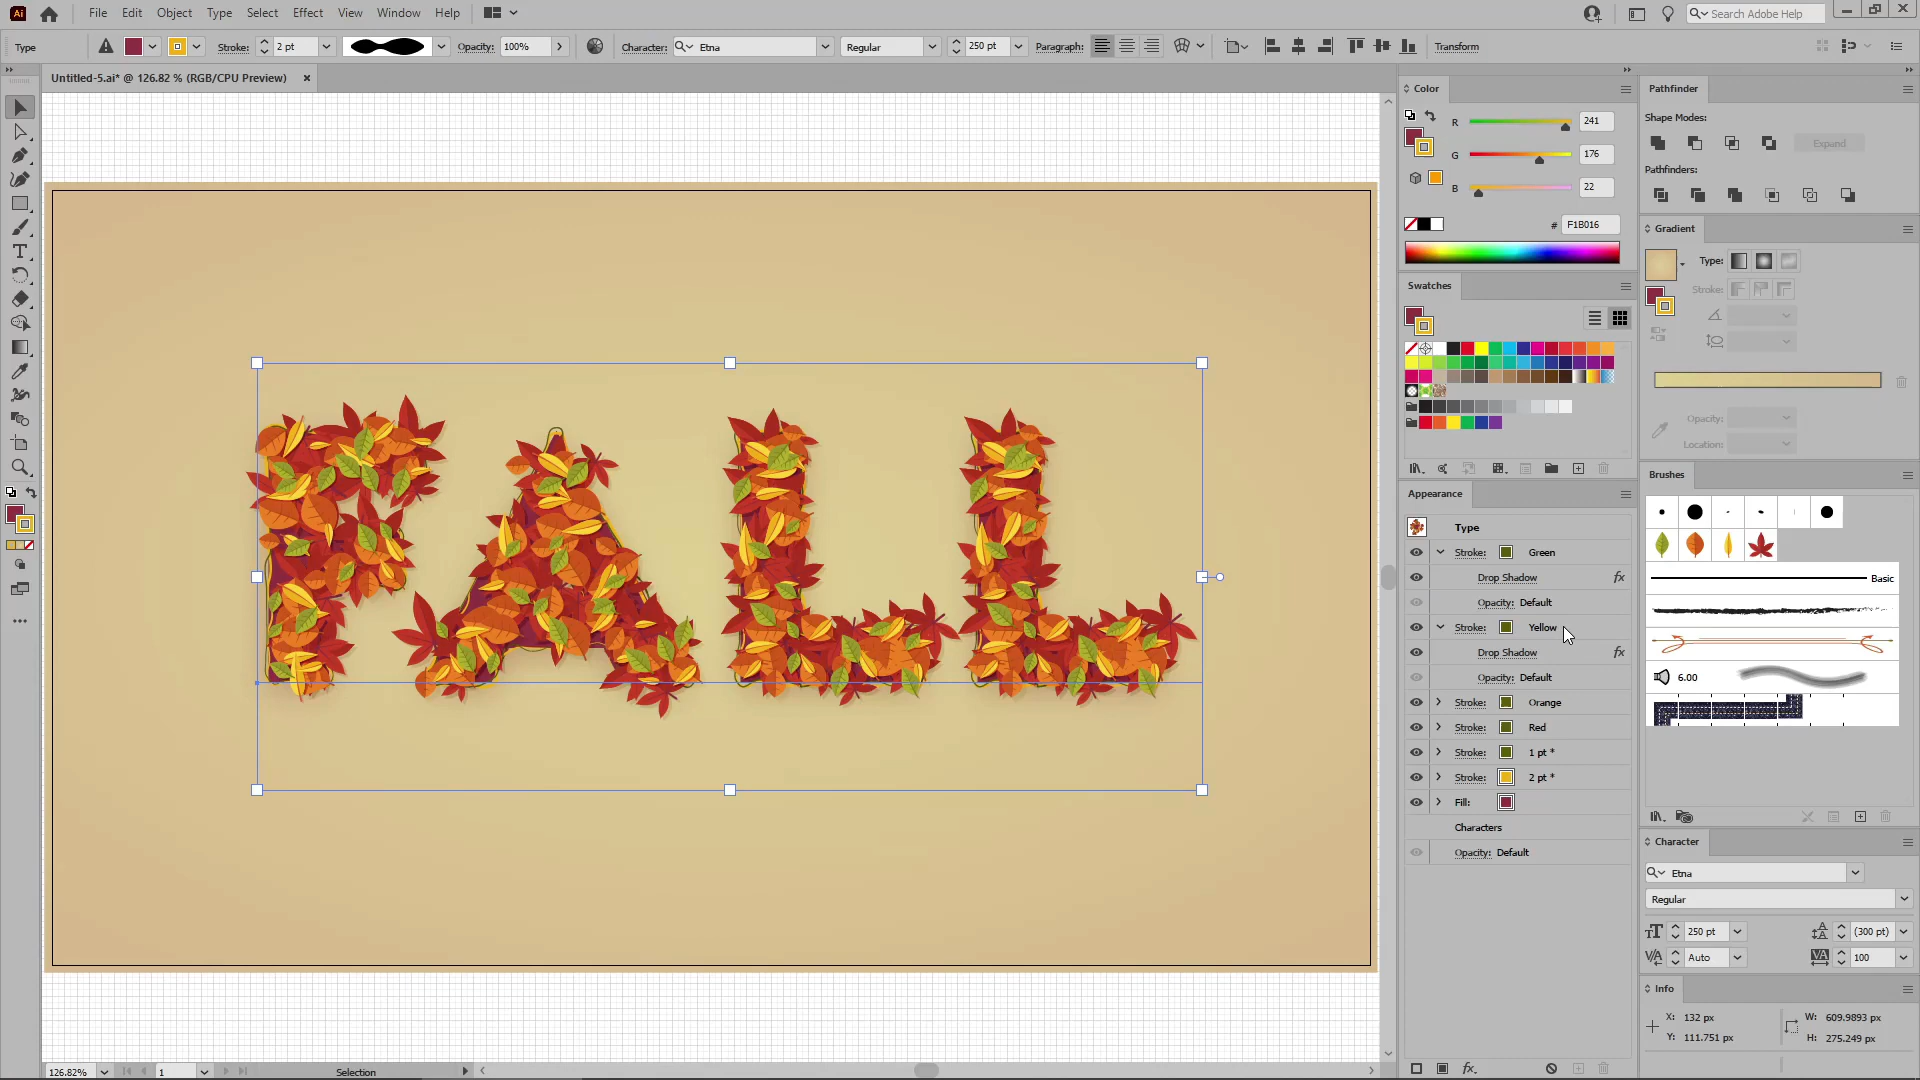 Ai File Edit Object Type Select Effect View Window Help Search Adobe Help
Type Stroke: 2 pt Opacity: 100% Character: Etna Regular 250 pt Paragraph: Transform
Untitled-5.ai* @ 126.82 % (RGB/CPU Preview) ×
FALL
126.82% 1 Selection
Color
R 241
G 176
B 22
# F1B016
Swatches
Appearance
Type
Stroke: Green
Drop Shadow fx
Opacity: Default
Stroke: Yellow
Drop Shadow fx
Opacity: Default
Stroke: Orange
Stroke: Red
Stroke: 1 pt *
Stroke: 2 pt *
Fill:
Characters
Opacity: Default
fx
Pathfinder
Shape Modes:
Expand
Pathfinders:
Gradient
Type:
Stroke:
Opacity:
Location:
Brushes
Basic
6.00
Character
Etna
Regular
250 pt (300 pt)
Auto 100
Info
X: 132 px W: 609.9893 px
Y: 111.751 px H: 275.249 px